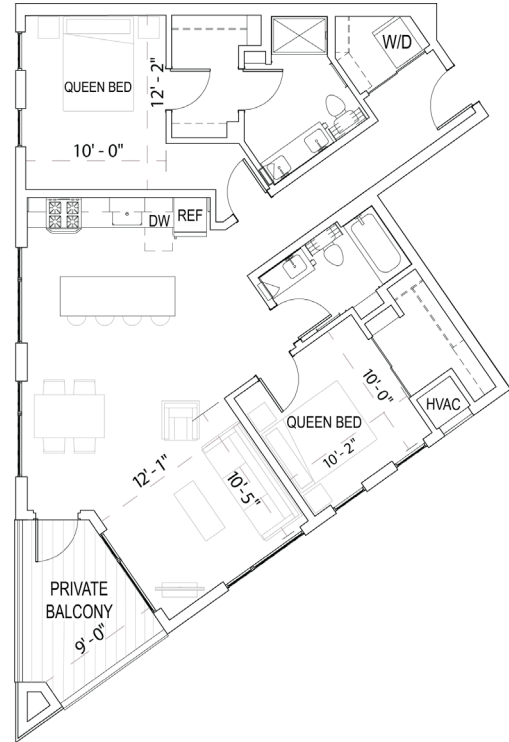 W/D
QUEEN BED
12' - 2"
10' - 0"
DW
REF
10'-0"
HVAC
QUEEN BED
10'-2"
12'-1"
10'-5"
PRIVATE
BALCONY
9'-0"